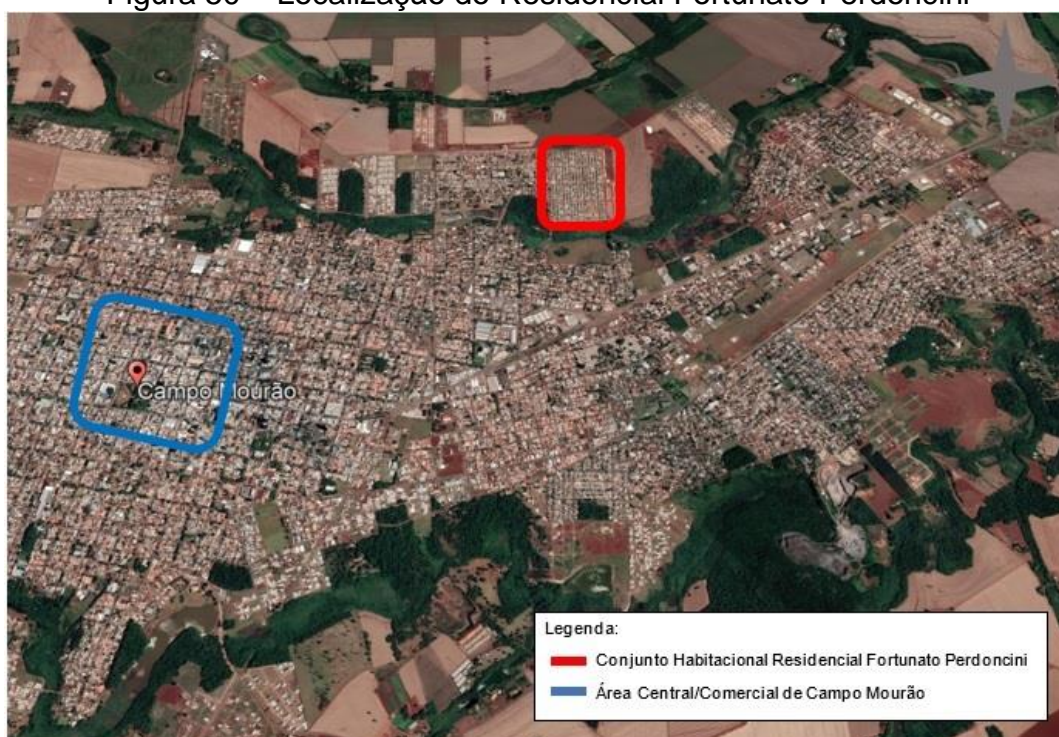 Figura 30 – Localização do Residencial Fortunato Perdoncini
Campo Mourão
Legenda:
Conjunto Habitacional Residencial Fortunato Perdoncini
Área Central/Comercial de Campo Mourão